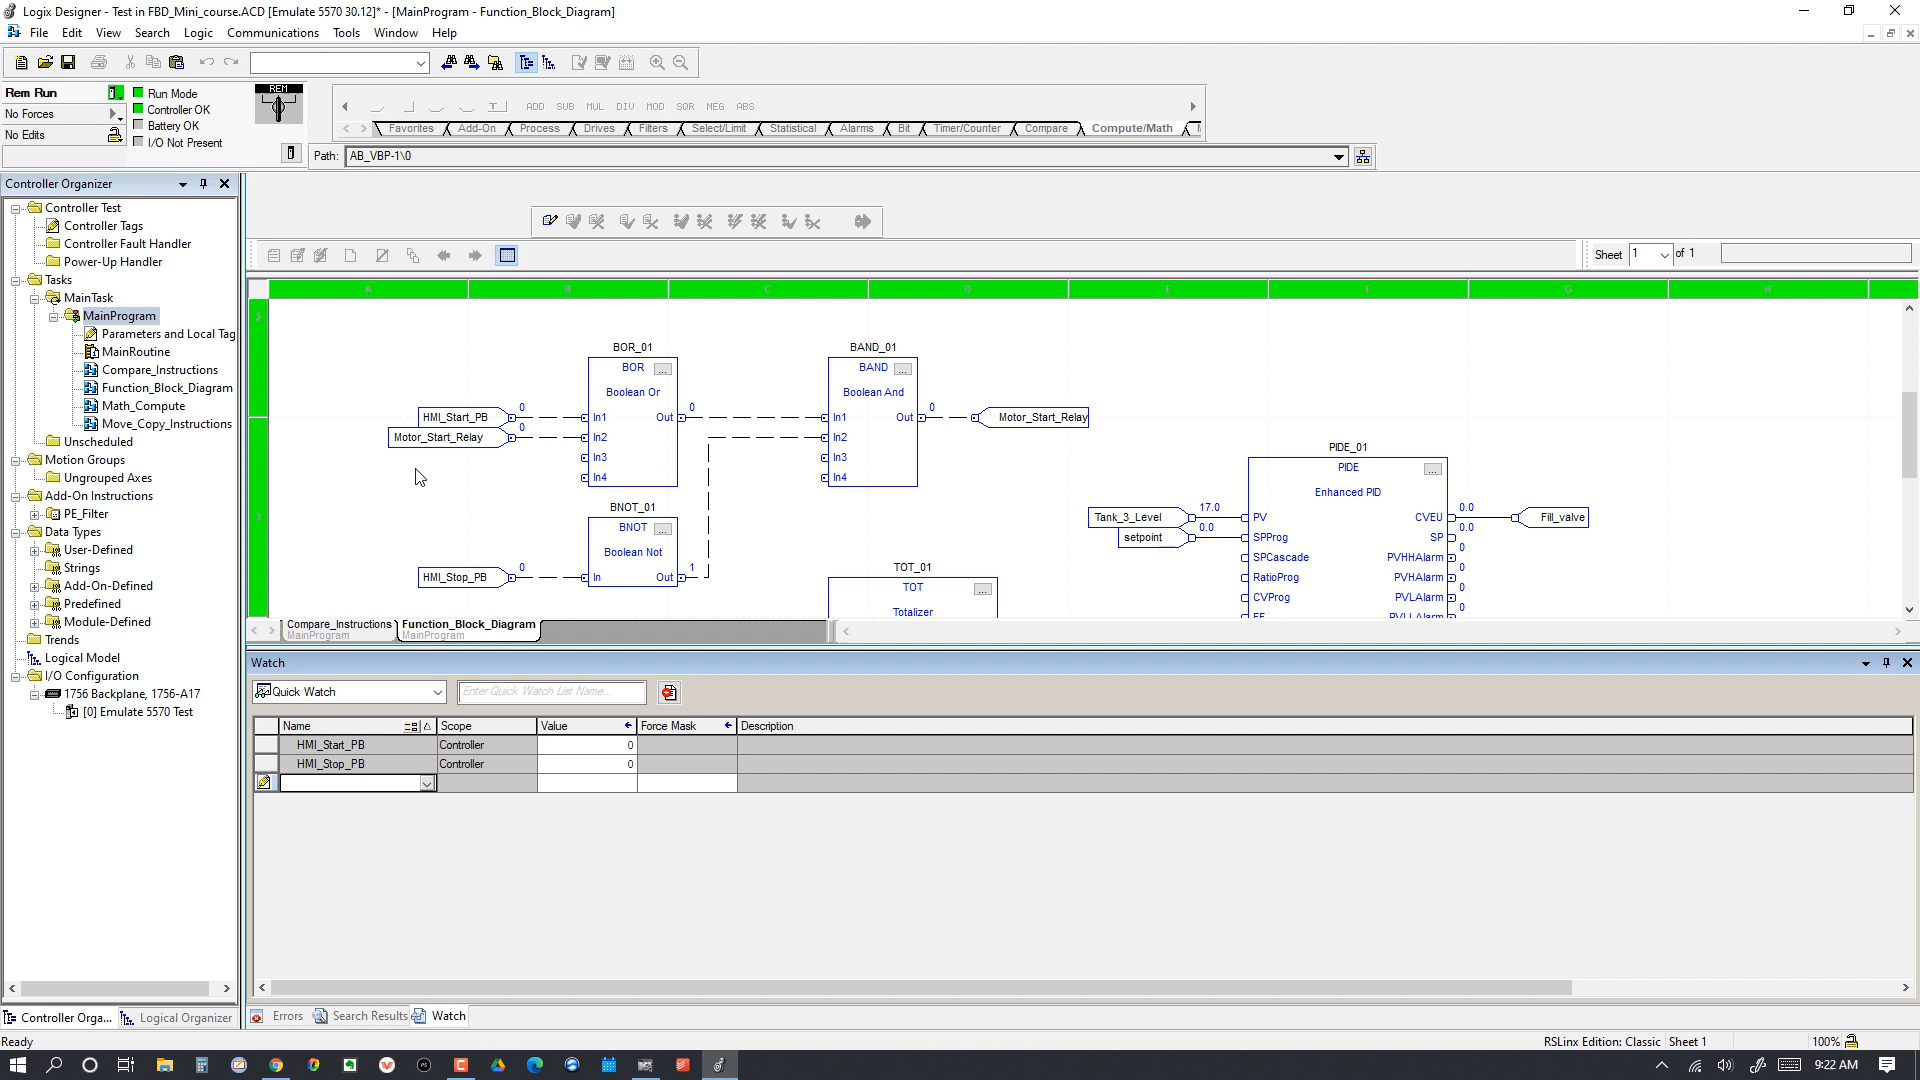 Logix Designer - Test in FBD_Mini_course.ACD [Emulate 5570 30.12]* - [MainProgram - Function_Block_Diagram]
File Edit View Search Logic Communications Tools Window Help
Rem Run
No Forces
No Edits
Run Mode
Controller OK
Battery OK
I/O Not Present
REM
ADD SUB MUL DIV MOD SQR NEG ABS
Favorites Add-On Process Drives Filters Select/Limit Statistical Alarms Bit Timer/Counter Compare Compute/Math
Path: AB_VBP-1\0
Controller Organizer
Controller Test
Controller Tags
Controller Fault Handler
Power-Up Handler
Tasks
MainTask
MainProgram
Parameters and Local Tag
MainRoutine
Compare_Instructions
Function_Block_Diagram
Math_Compute
Move_Copy_Instructions
Unscheduled
Motion Groups
Ungrouped Axes
Add-On Instructions
PE_Filter
Data Types
User-Defined
Strings
Add-On-Defined
Predefined
Module-Defined
Trends
Logical Model
I/O Configuration
1756 Backplane, 1756-A17
[0] Emulate 5570 Test
Controller Orga... Logical Organizer
Sheet 1 of 1
A B C D E F G H
2
3
BOR_01
BOR ...
Boolean Or
HMI_Start_PB 0 In1 Out 0
Motor_Start_Relay 0 In2
In3
In4
BAND_01
BAND ...
Boolean And
In1 Out 0 Motor_Start_Relay
In2
In3
In4
BNOT_01
BNOT ...
Boolean Not
HMI_Stop_PB 0 In Out 1
TOT_01
TOT ...
Totalizer
PIDE_01
PIDE ...
Enhanced PID
Tank_3_Level 17.0 PV CVEU 0.0 Fill_valve
setpoint 0.0 SPProg SP 0.0
SPCascade PVHHAlarm 0
RatioProg PVHAlarm 0
CVProg PVLAlarm 0
FF PVLLAlarm 0
Compare_Instructions Function_Block_Diagram
MainProgram MainProgram
Watch
Quick Watch Enter Quick Watch List Name...
Name Scope Value Force Mask Description
HMI_Start_PB Controller 0
HMI_Stop_PB Controller 0
Errors Search Results Watch
Ready
RSLinx Edition: Classic Sheet 1 100%
9:22 AM